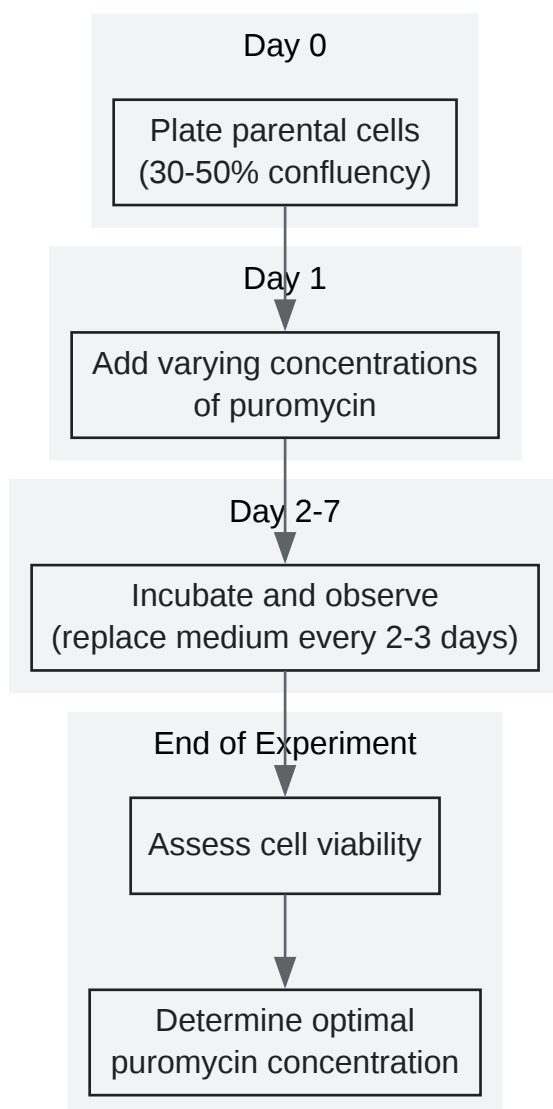 Day 0
Plate parental cells
(30-50% confluency)
Day 1
Add varying concentrations
of puromycin
Day 2-7
Incubate and observe
(replace medium every 2-3 days)
End of Experiment
Assess cell viability
Determine optimal
puromycin concentration